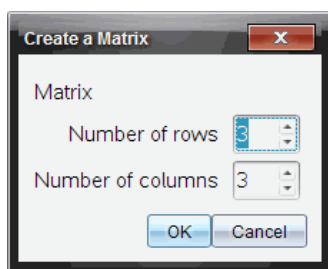 Create a Matrix
Matrix
Number of rows 3
Number of columns 3
OK Cancel